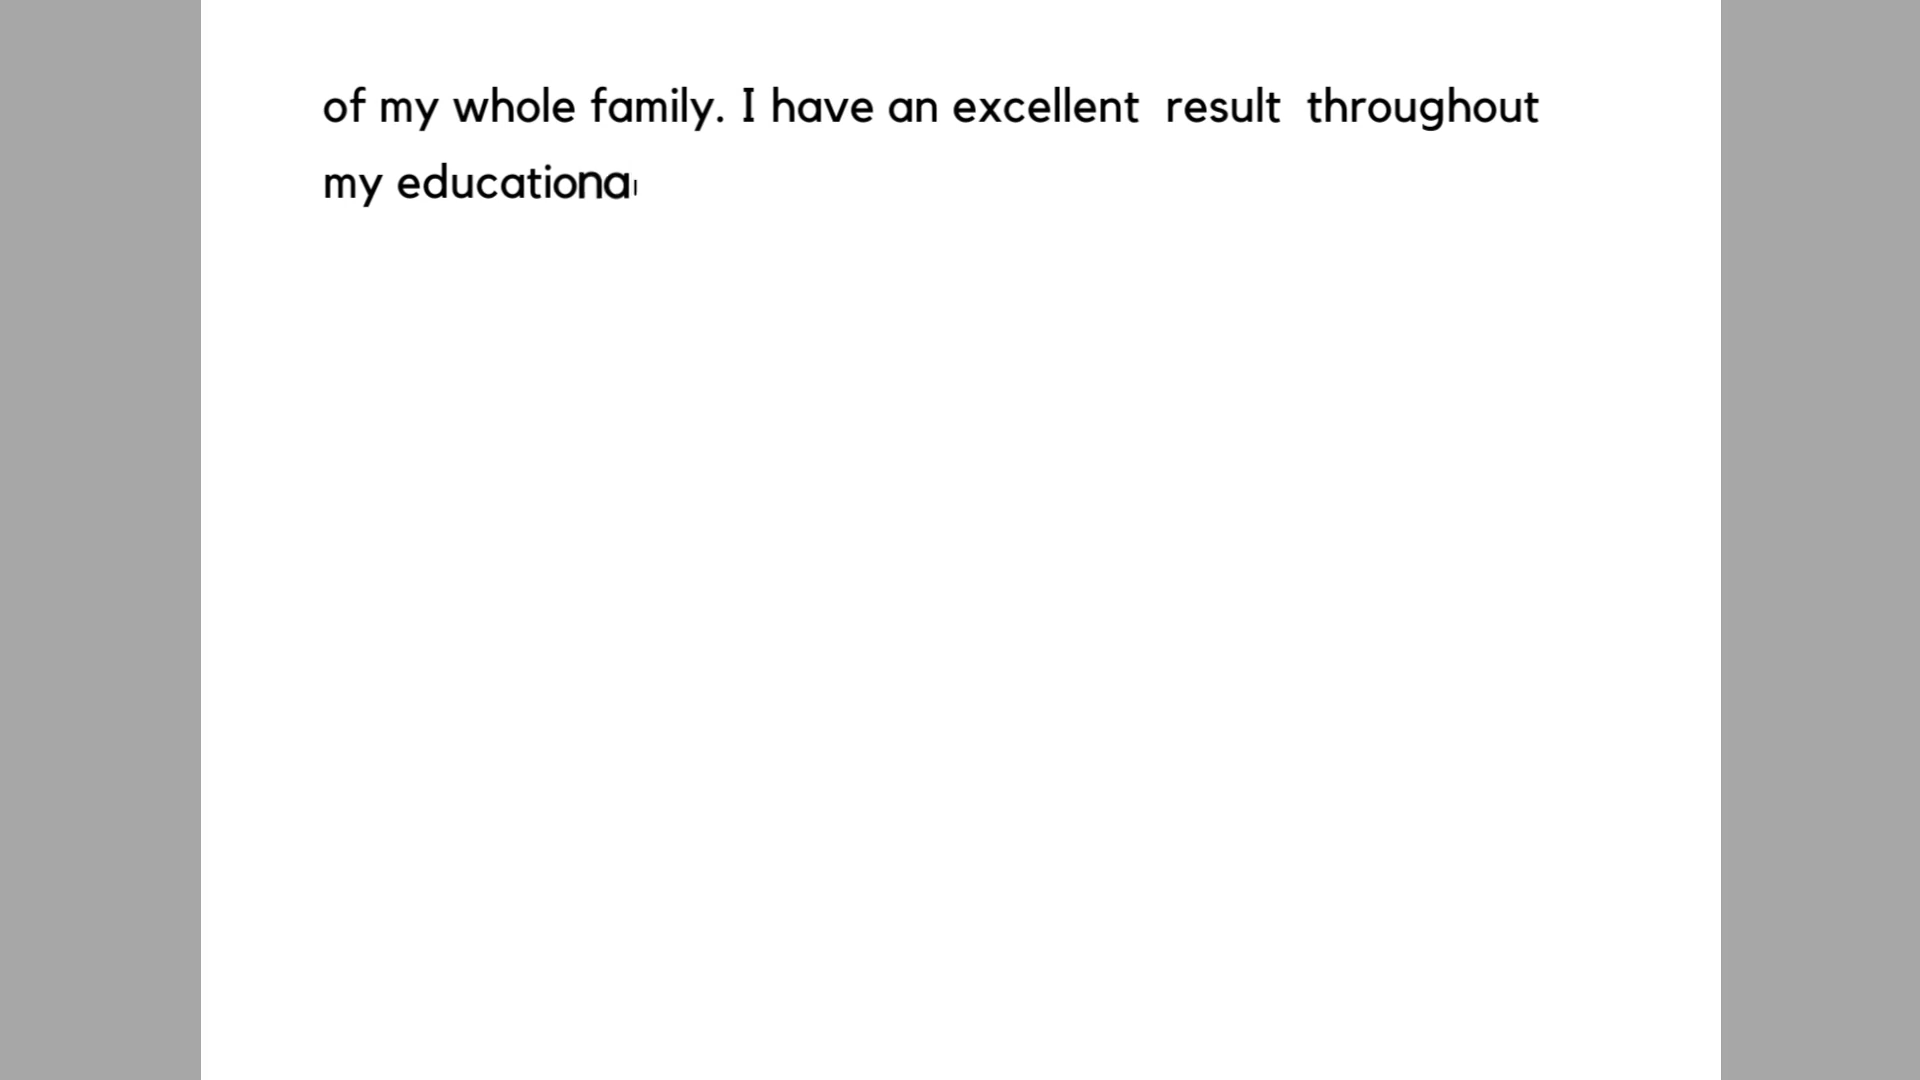 of my whole family. I have an excellent result throughout
my educationa